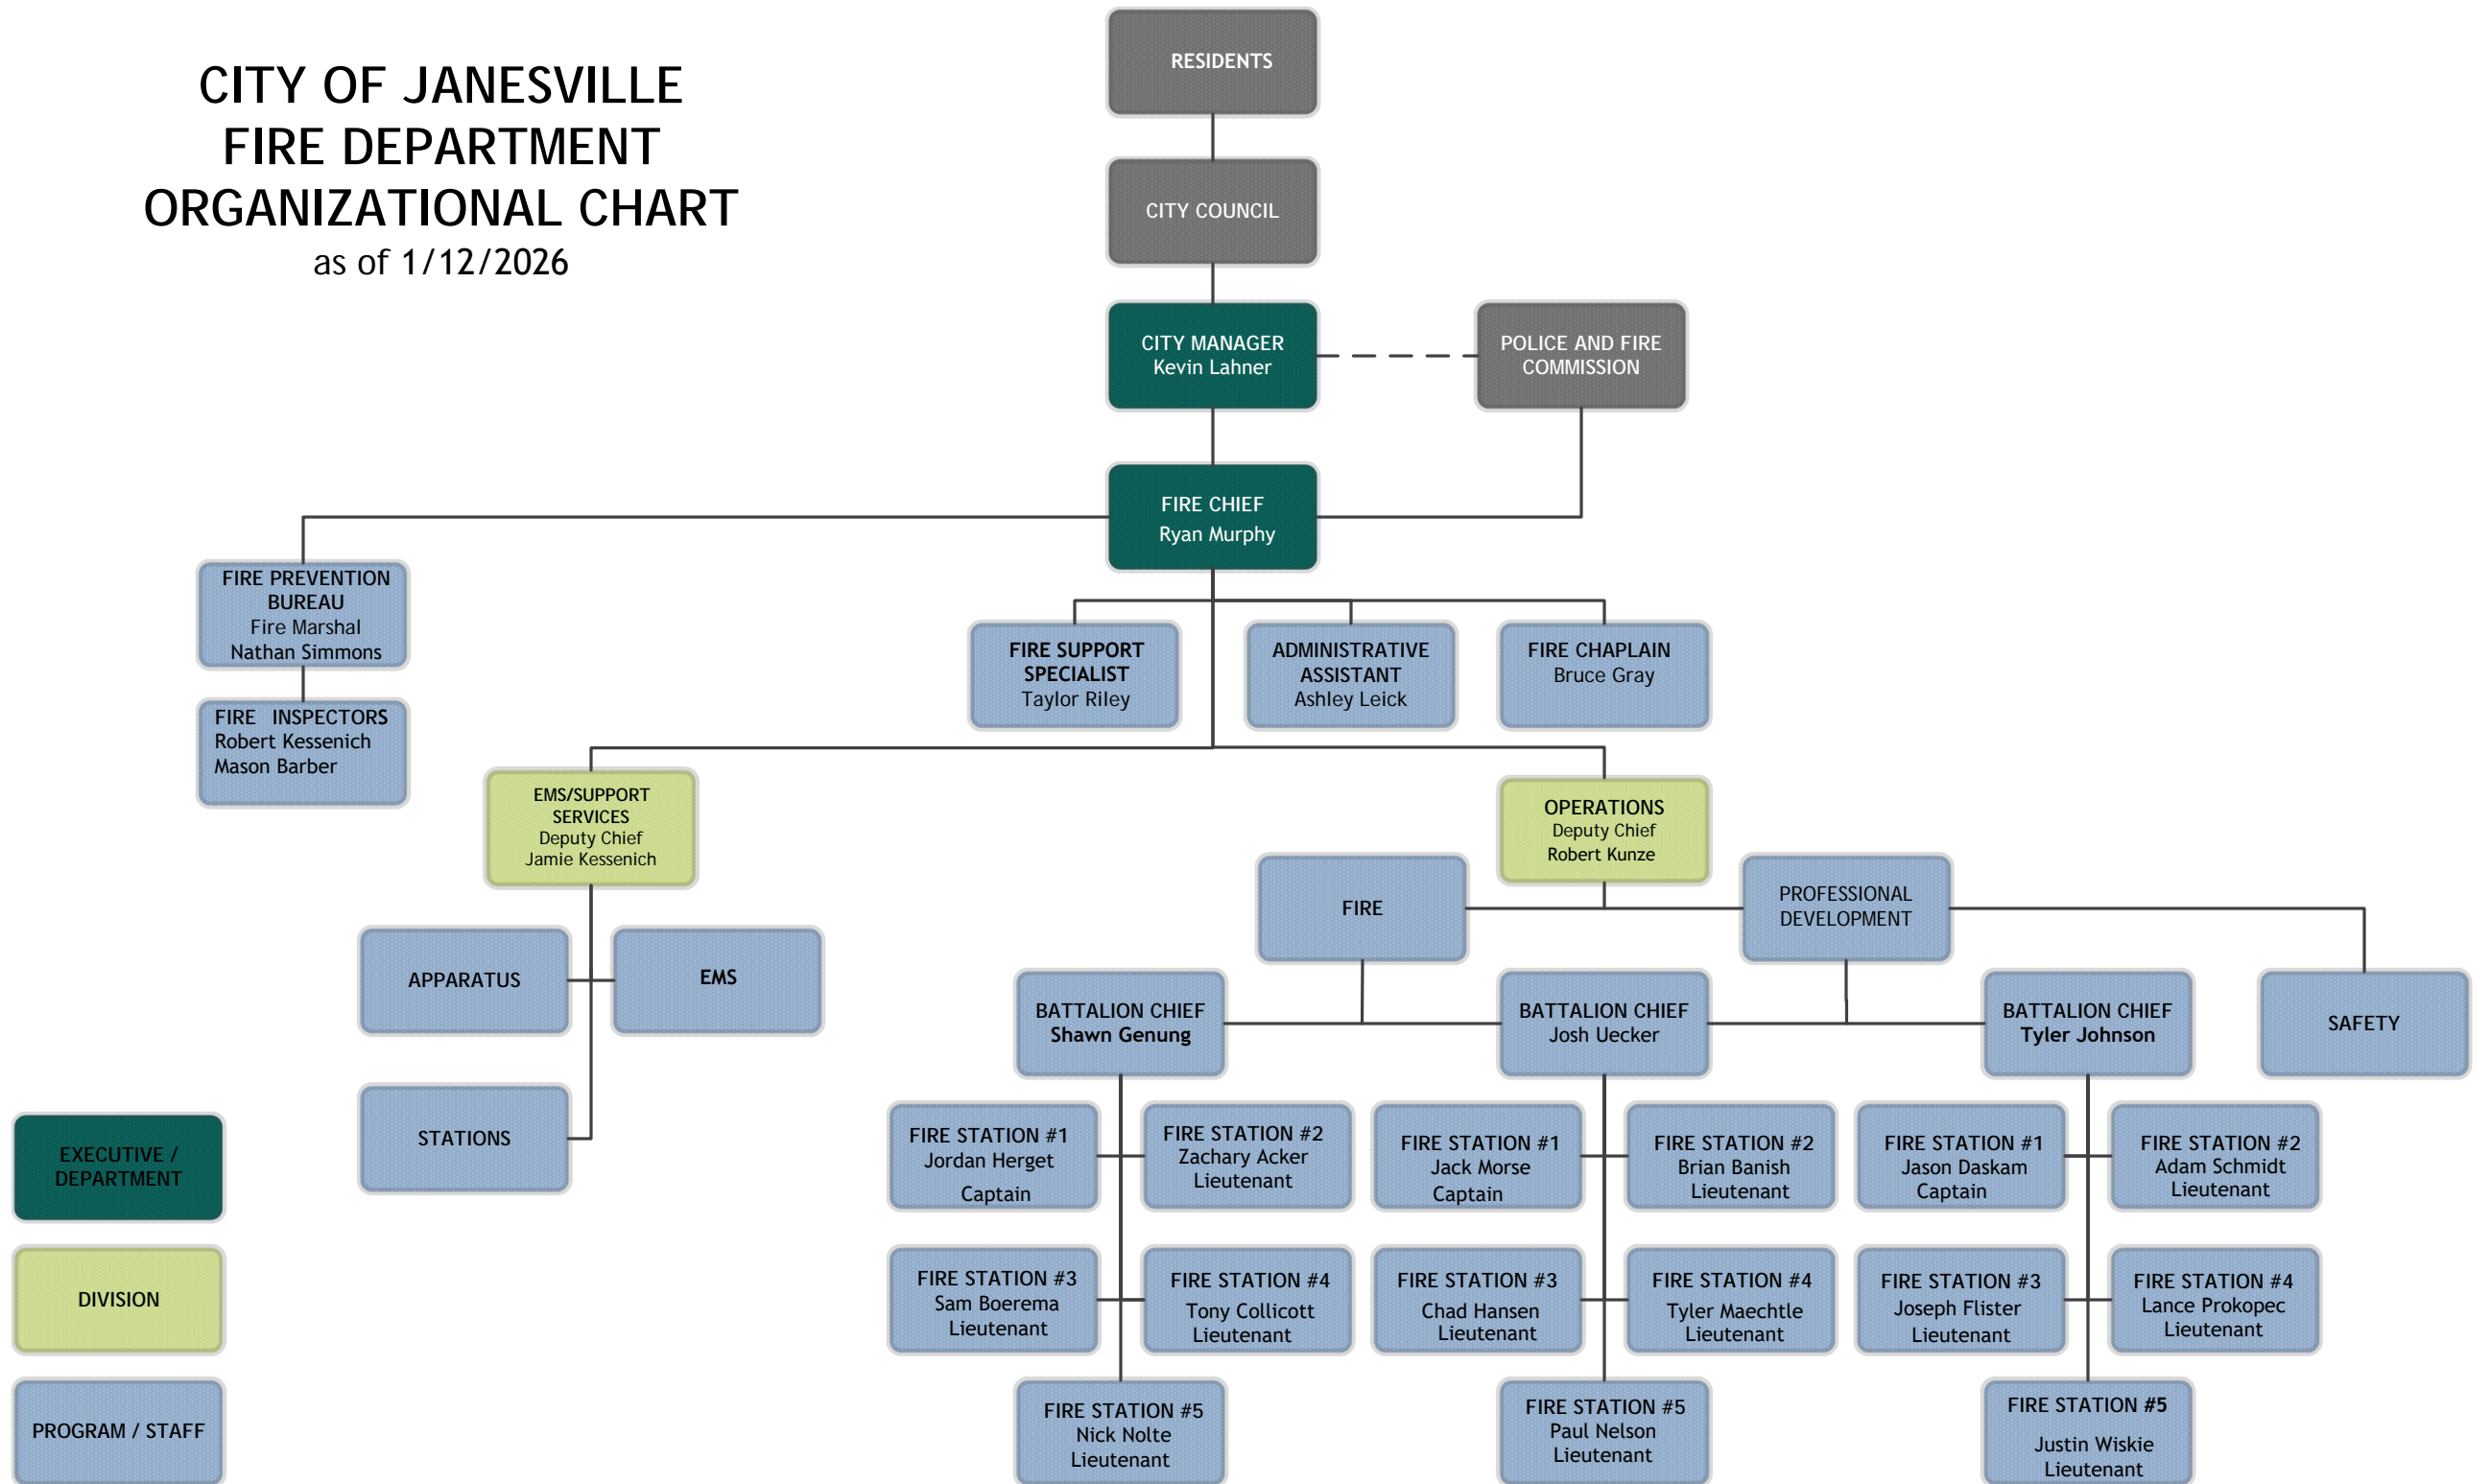 CITY OF JANESVILLE
FIRE DEPARTMENT
ORGANIZATIONAL CHART
as of 1/12/2026
RESIDENTS
CITY COUNCIL
CITY MANAGER
Kevin Lahner
POLICE AND FIRE
COMMISSION
FIRE CHIEF
Ryan Murphy
FIRE PREVENTION
BUREAU
Fire Marshal
Nathan Simmons
FIRE INSPECTORS
Robert Kessenich
Mason Barber
FIRE SUPPORT
SPECIALIST
Taylor Riley
ADMINISTRATIVE
ASSISTANT
Ashley Leick
FIRE CHAPLAIN
Bruce Gray
EMS/SUPPORT
SERVICES
Deputy Chief
Jamie Kessenich
OPERATIONS
Deputy Chief
Robert Kunze
FIRE
PROFESSIONAL
DEVELOPMENT
APPARATUS
EMS
STATIONS
BATTALION CHIEF
Shawn Genung
BATTALION CHIEF
Josh Uecker
BATTALION CHIEF
Tyler Johnson
SAFETY
FIRE STATION #1
Jordan Herget
Captain
FIRE STATION #2
Zachary Acker
Lieutenant
FIRE STATION #1
Jack Morse
Captain
FIRE STATION #2
Brian Banish
Lieutenant
FIRE STATION #1
Jason Daskam
Captain
FIRE STATION #2
Adam Schmidt
Lieutenant
FIRE STATION #3
Sam Boerema
Lieutenant
FIRE STATION #4
Tony Collicott
Lieutenant
FIRE STATION #3
Chad Hansen
Lieutenant
FIRE STATION #4
Tyler Maechtle
Lieutenant
FIRE STATION #3
Joseph Flister
Lieutenant
FIRE STATION #4
Lance Prokopec
Lieutenant
FIRE STATION #5
Nick Nolte
Lieutenant
FIRE STATION #5
Paul Nelson
Lieutenant
FIRE STATION #5
Justin Wiskie
Lieutenant
EXECUTIVE /
DEPARTMENT
DIVISION
PROGRAM / STAFF